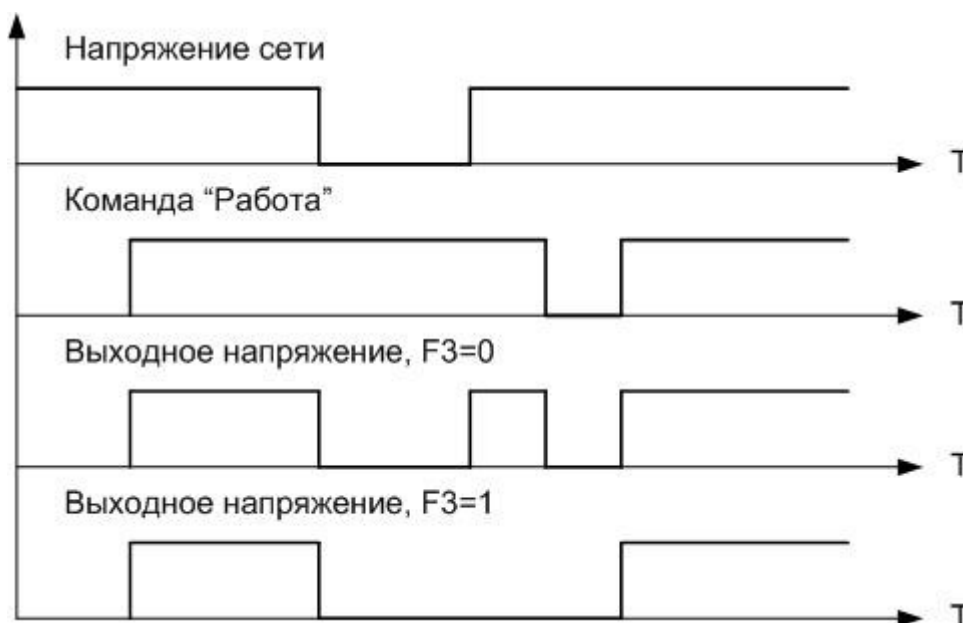 Напряжение сети
T
Команда “Работа”
T
Выходное напряжение, F3=0
T
Выходное напряжение, F3=1
T